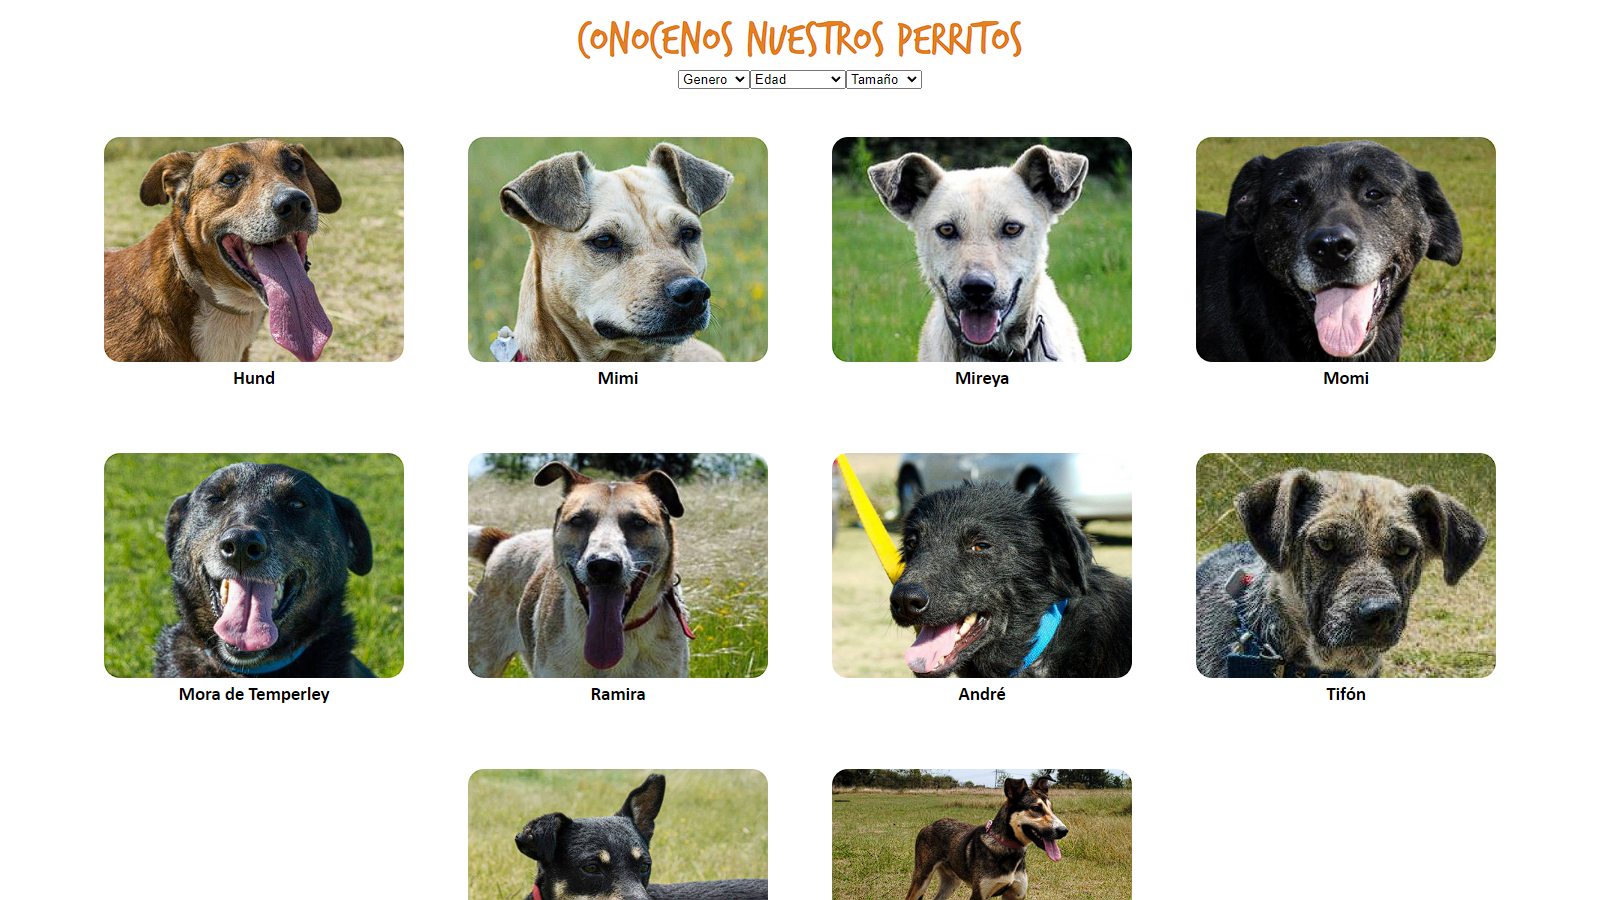 CONOCENOS NUESTROS PERRITOS
Genero Edad Tamaño
Hund Mimi Mireya Momi
Mora de Temperley Ramira André Tifón